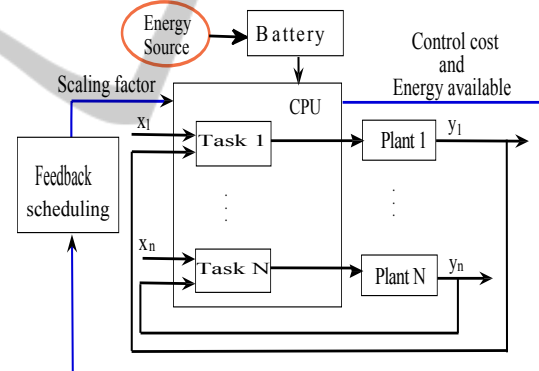 Energy
Source
Battery
Control cost
and
Energy available
Scaling factor
CPU
x1
Task 1
Plant 1
y1
Feedback
scheduling
xn
Task N
Plant N
yn